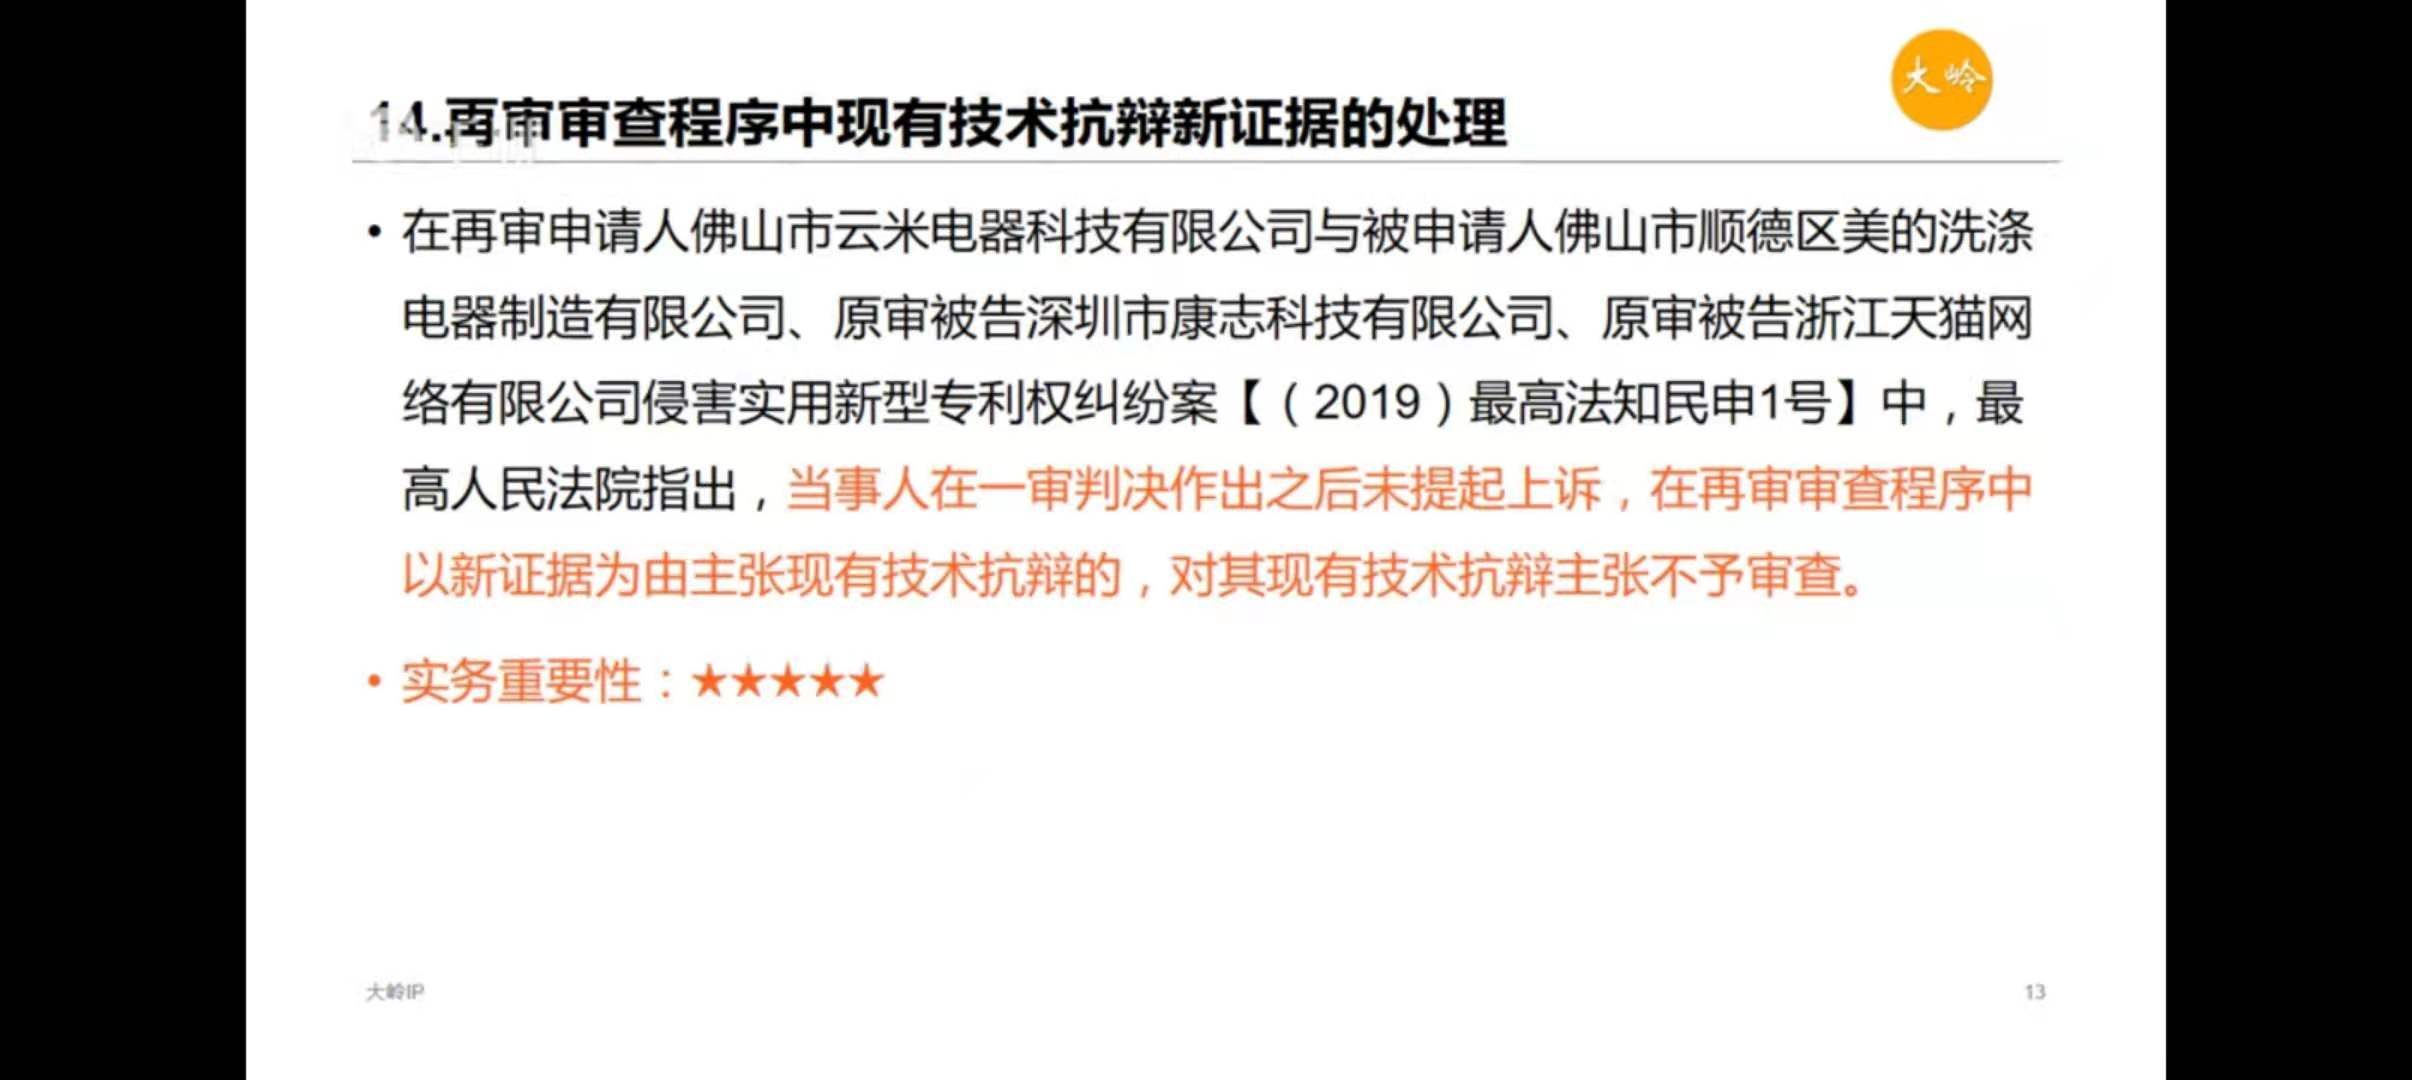 大岭
14.再审审查程序中现有技术抗辩新证据的处理
• 在再审申请人佛山市云米电器科技有限公司与被申请人佛山市顺德区美的洗涤
电器制造有限公司、原审被告深圳市康志科技有限公司、原审被告浙江天猫网
络有限公司侵害实用新型专利权纠纷案【（2019）最高法知民申1号】中，最
高人民法院指出，当事人在一审判决作出之后未提起上诉，在再审审查程序中
以新证据为由主张现有技术抗辩的，对其现有技术抗辩主张不予审查。
• 实务重要性：★★★★★
大岭IP
13